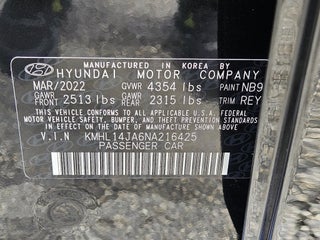 MANUFACTURED IN KOREA BY
HYUNDAI MOTOR COMPANY
MAR/2022 GVWR 4354 lbs PAINT NB9
GAWR FRONT 2513 lbs GAWR REAR 2315 lbs TRIM REY
THIS VEHICLE CONFORMS TO ALL APPLICABLE U.S. FEDERAL
MOTOR VEHICLE SAFETY, BUMPER, AND THEFT PREVENTION
STANDARDS IN EFFECT ON THE DATE OF MANUFACTURE SHOWN ABOVE.
V.I.N KMHL14JA6NA216425
PASSENGER CAR